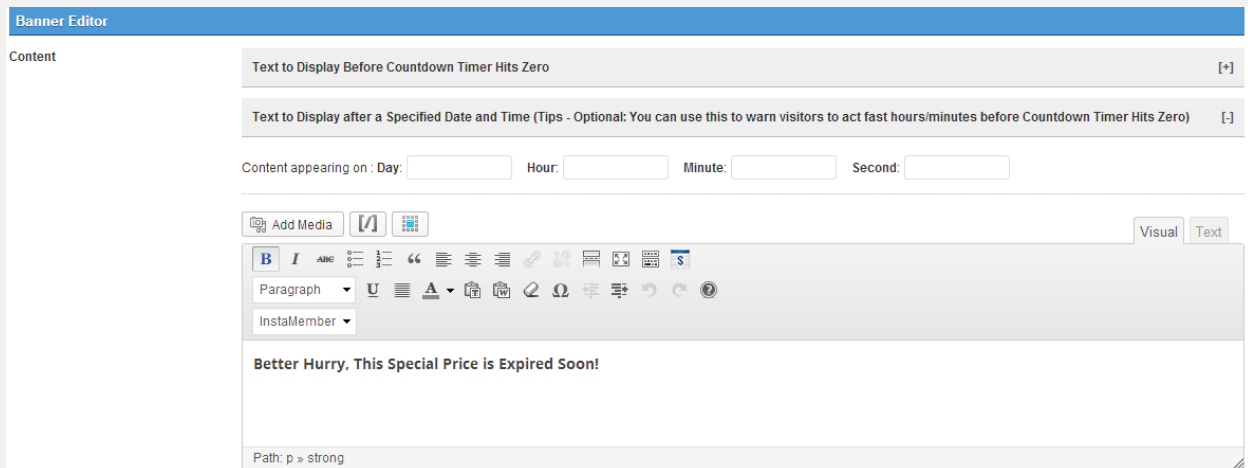 Banner Editor
Content
Text to Display Before Countdown Timer Hits Zero [+]
Text to Display after a Specified Date and Time (Tips - Optional: You can use this to warn visitors to act fast hours/minutes before Countdown Timer Hits Zero) [-]
Content appearing on : Day: Hour: Minute: Second:
Add Media [/] Visual Text
B I ABC “ S
Paragraph U A T W Ω ?
InstaMember
Better Hurry, This Special Price is Expired Soon!
Path: p » strong